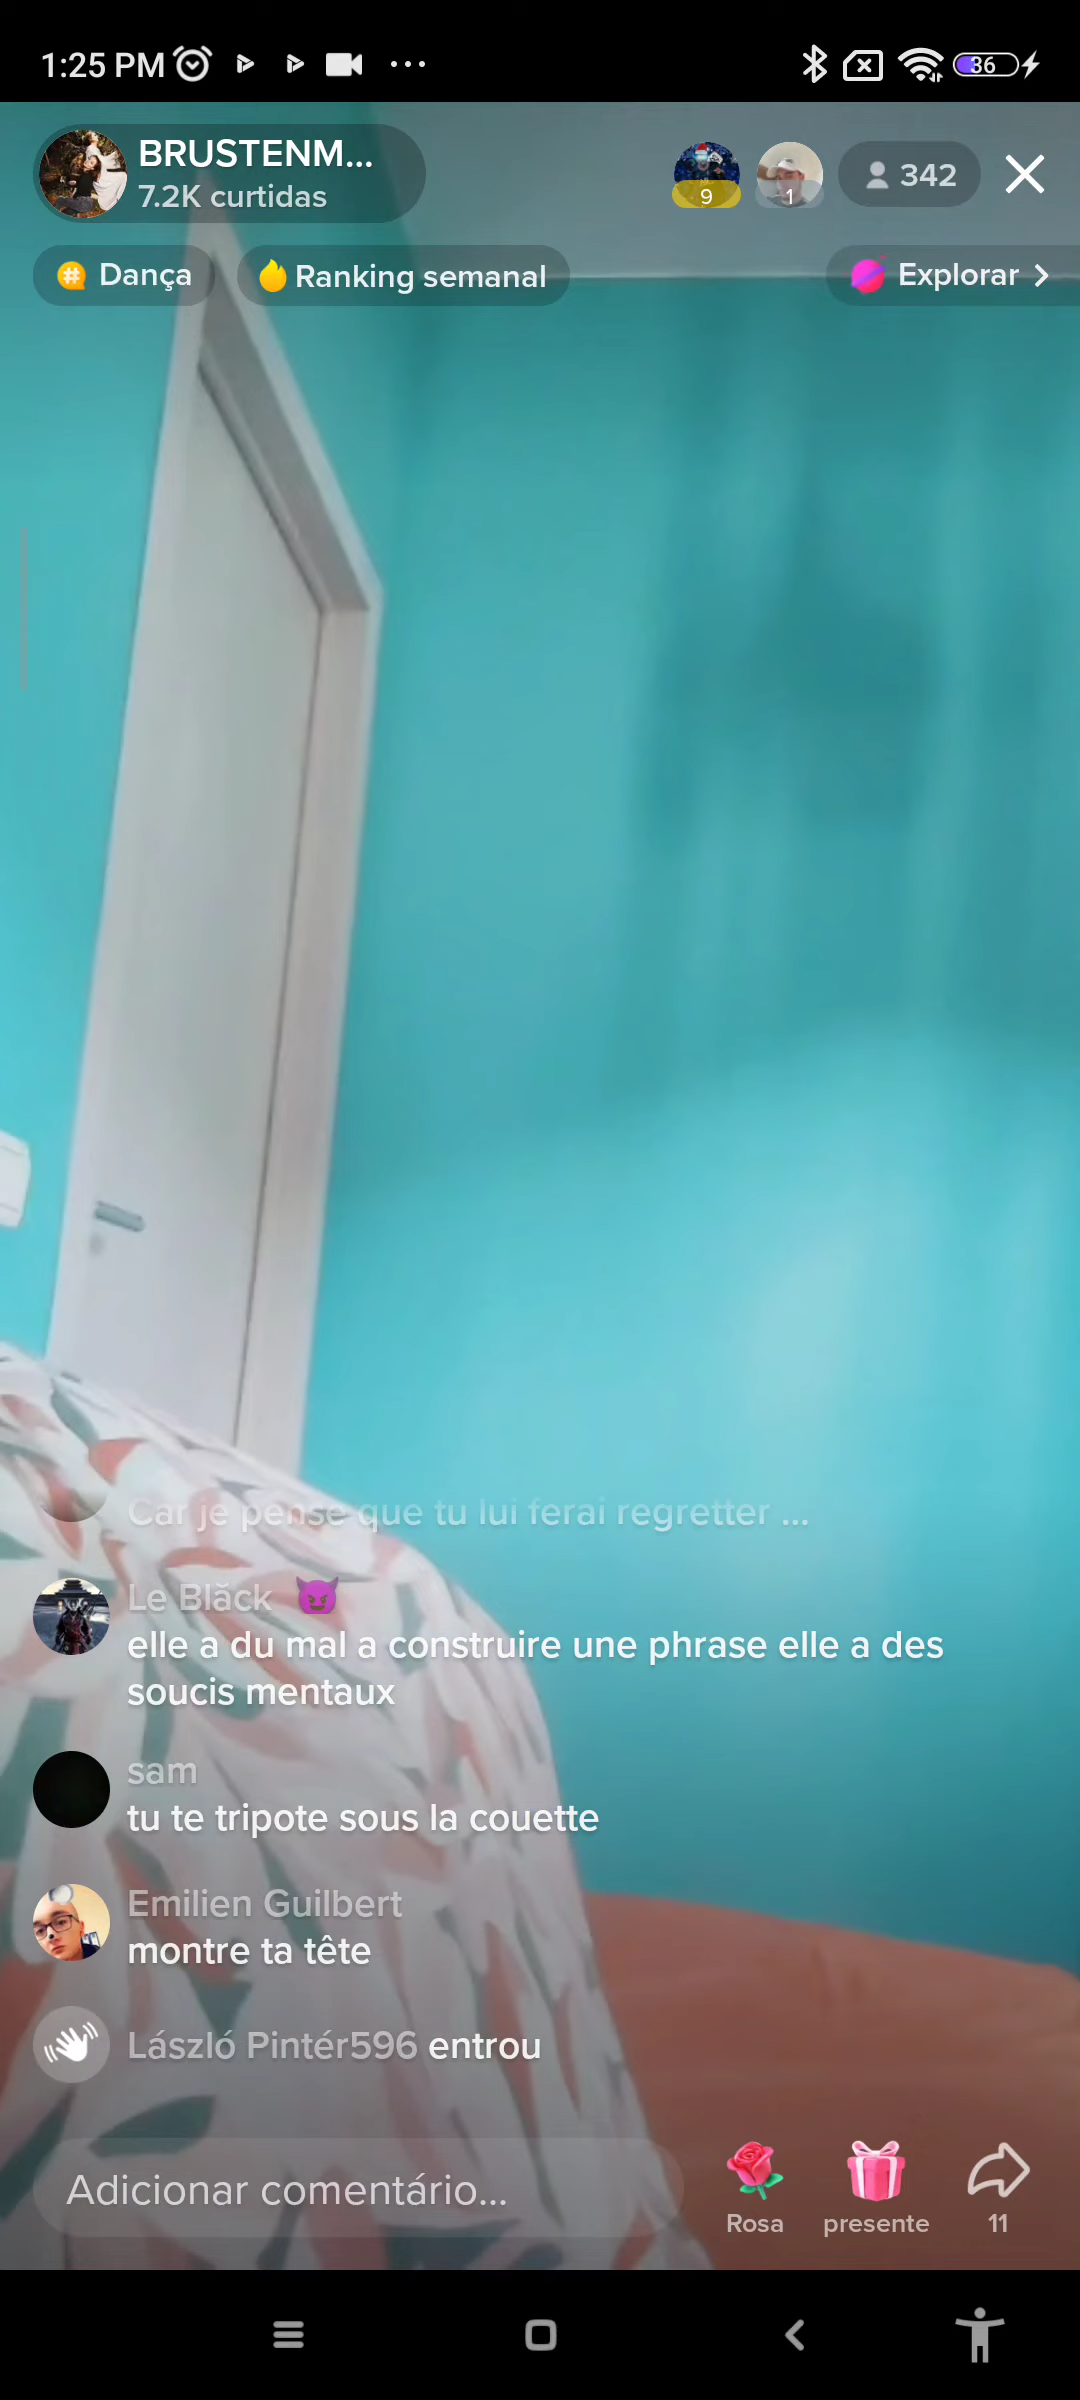 1:25 PM
36
BRUSTENM...
7.2K curtidas
9
1
342
Dança
Ranking semanal
Explorar
Car je pense que tu lui ferai regretter ...
Le Blăck 😈
elle a du mal a construire une phrase elle a des
soucis mentaux
sam
tu te tripote sous la couette
Emilien Guilbert
montre ta tête
László Pintér596 entrou
Adicionar comentário...
Rosa
presente
11